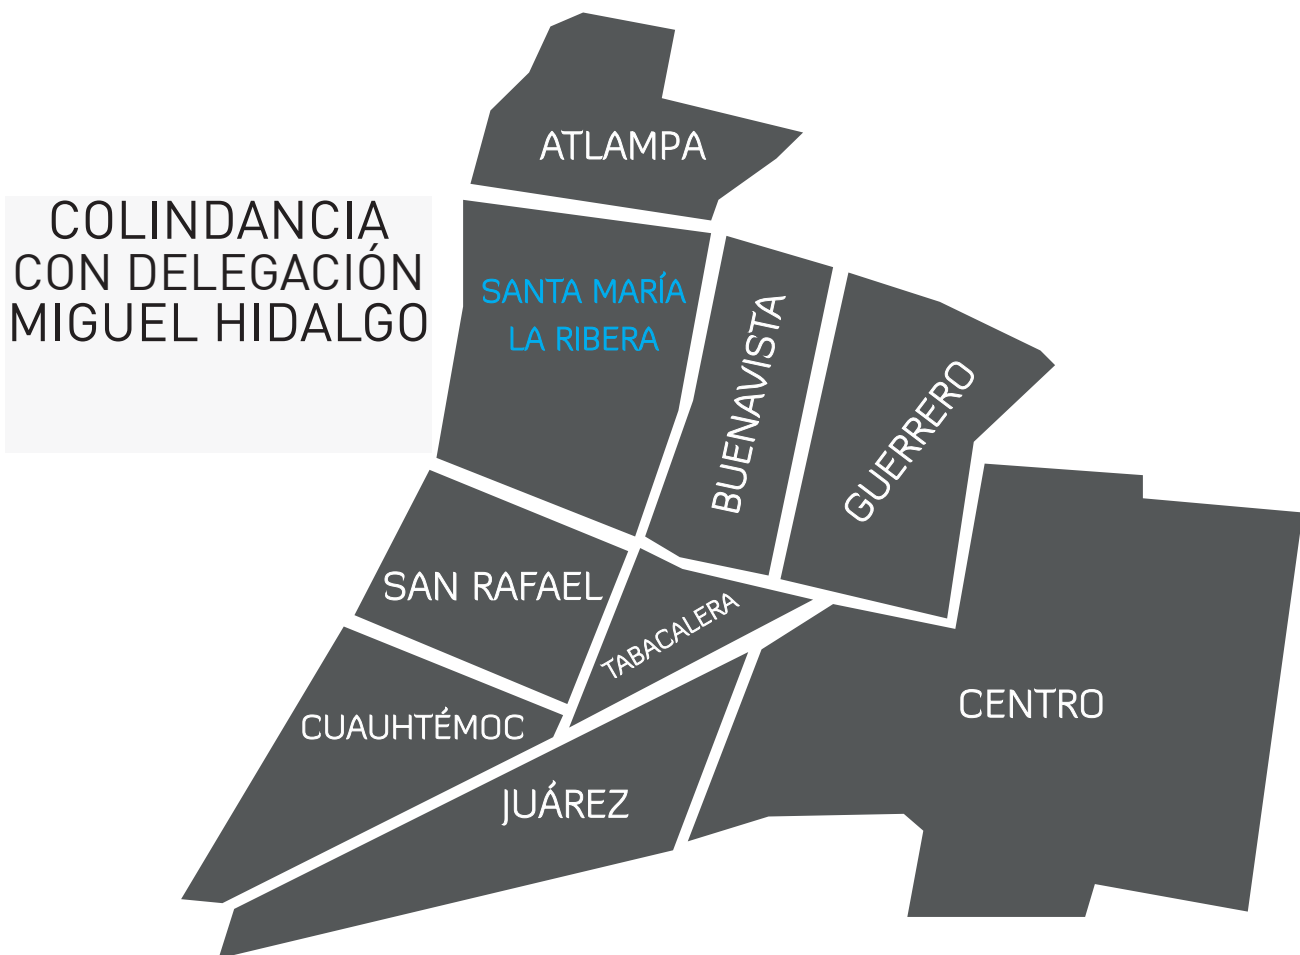 ATLAMPA
COLINDANCIA
CON DELEGACIÓN
MIGUEL HIDALGO
SANTA MARÍA
LA RIBERA
BUENAVISTA
GUERRERO
SAN RAFAEL
TABACALERA
CENTRO
CUAUHTÉMOC
JUÁREZ